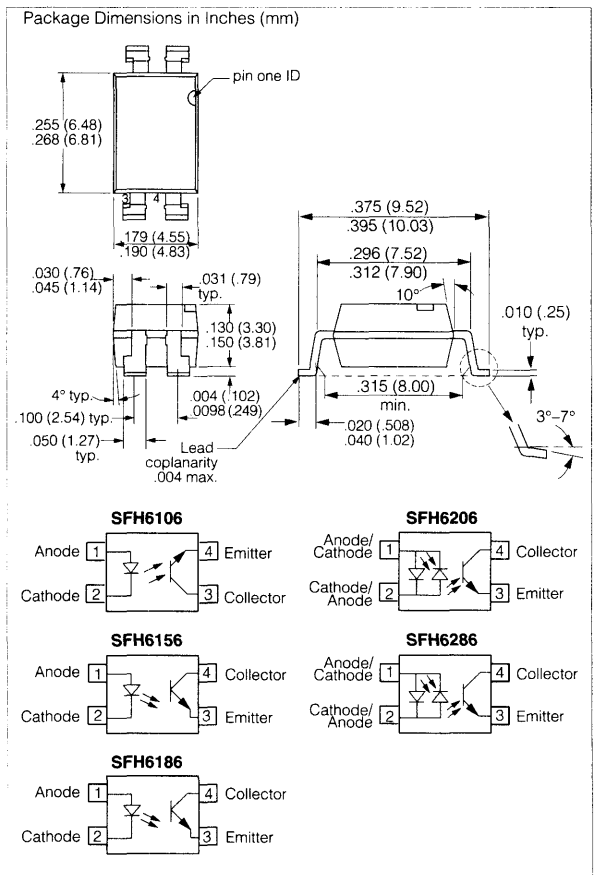 Package Dimensions in Inches (mm)
pin one ID
.255 (6.48)
.268 (6.81)
3 4
.179 (4.55)
.190 (4.83)
.030 (.76)
.045 (1.14)
.031 (.79)
typ.
.130 (3.30)
.150 (3.81)
4° typ.
.100 (2.54) typ.
.050 (1.27)
typ.
.004 (.102)
.0098 (.249)
Lead
coplanarity
.004 max.
.375 (9.52)
.395 (10.03)
.296 (7.52)
.312 (7.90)
10°
.010 (.25)
typ.
.315 (8.00)
min.
.020 (.508)
.040 (1.02)
3°–7°
SFH6106
Anode 1 4 Emitter
Cathode 2 3 Collector
SFH6206
Anode/
Cathode 1 4 Collector
Cathode/
Anode 2 3 Emitter
SFH6156
Anode 1 4 Collector
Cathode 2 3 Emitter
SFH6286
Anode/
Cathode 1 4 Collector
Cathode/
Anode 2 3 Emitter
SFH6186
Anode 1 4 Collector
Cathode 2 3 Emitter